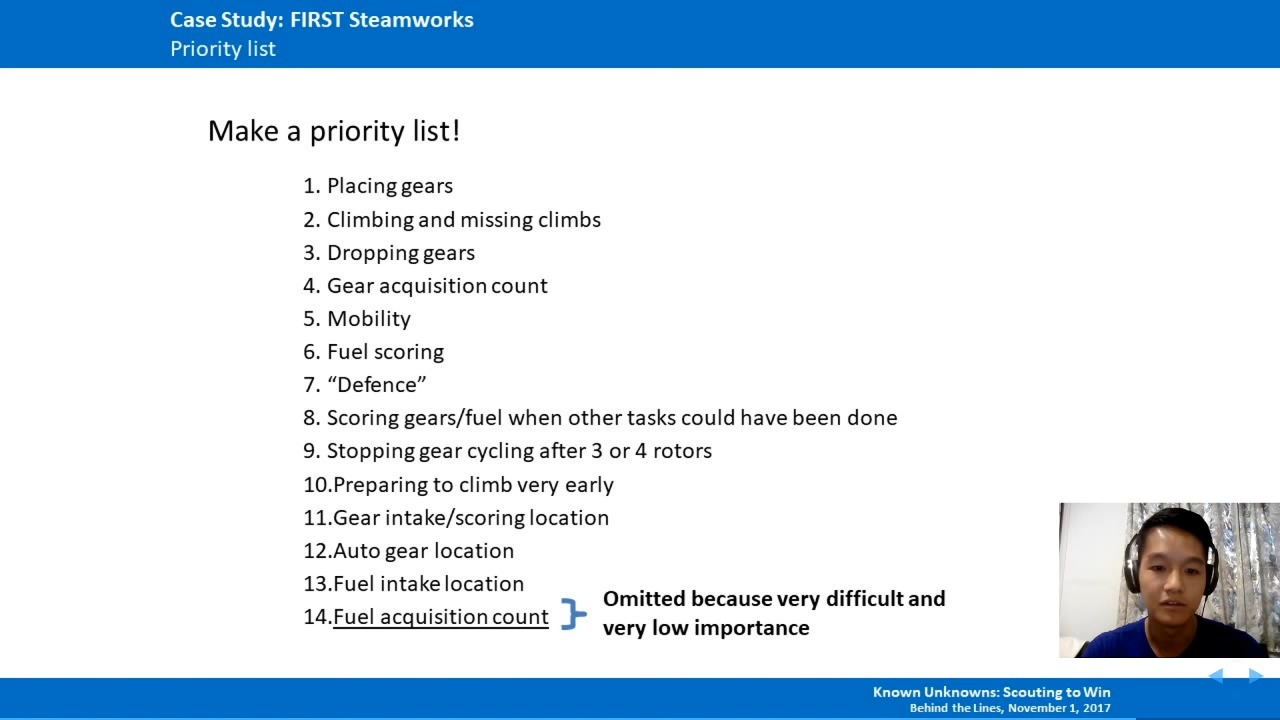 Case Study: FIRST Steamworks
Priority list
Make a priority list!
1. Placing gears
2. Climbing and missing climbs
3. Dropping gears
4. Gear acquisition count
5. Mobility
6. Fuel scoring
7. “Defence”
8. Scoring gears/fuel when other tasks could have been done
9. Stopping gear cycling after 3 or 4 rotors
10.Preparing to climb very early
11.Gear intake/scoring location
12.Auto gear location
13.Fuel intake location
14.Fuel acquisition count
Omitted because very difficult and
very low importance
Known Unknowns: Scouting to Win
Behind the Lines, November 1, 2017